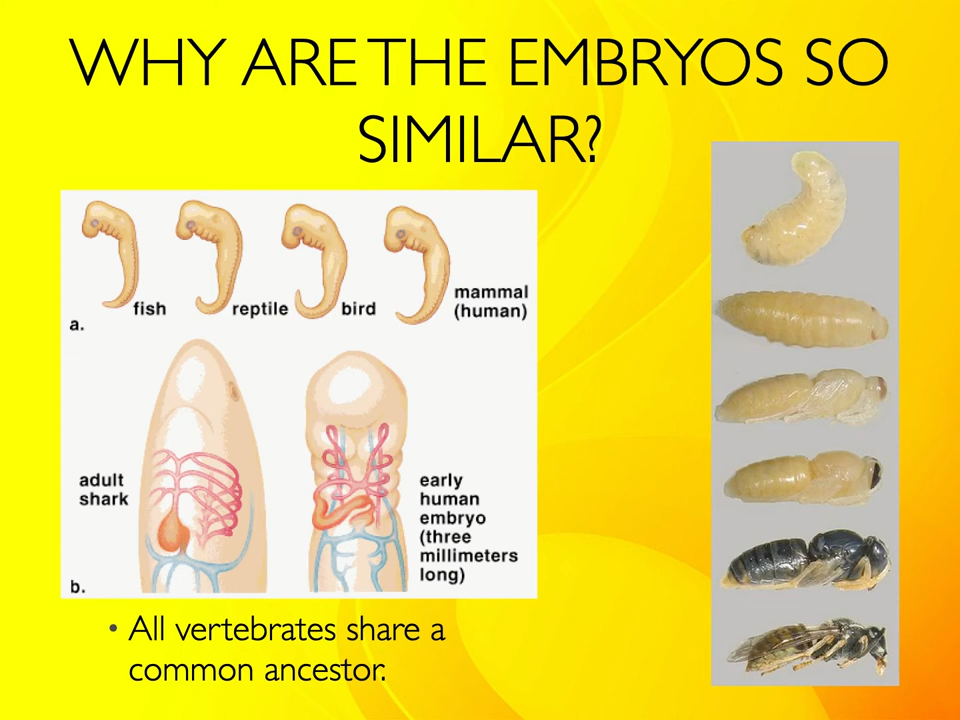 WHY ARE THE EMBRYOS SO
SIMILAR?
fish
reptile
bird
mammal
(human)
a.
adult
shark
early
human
embryo
(three
millimeters
long)
b.
• All vertebrates share a
common ancestor.